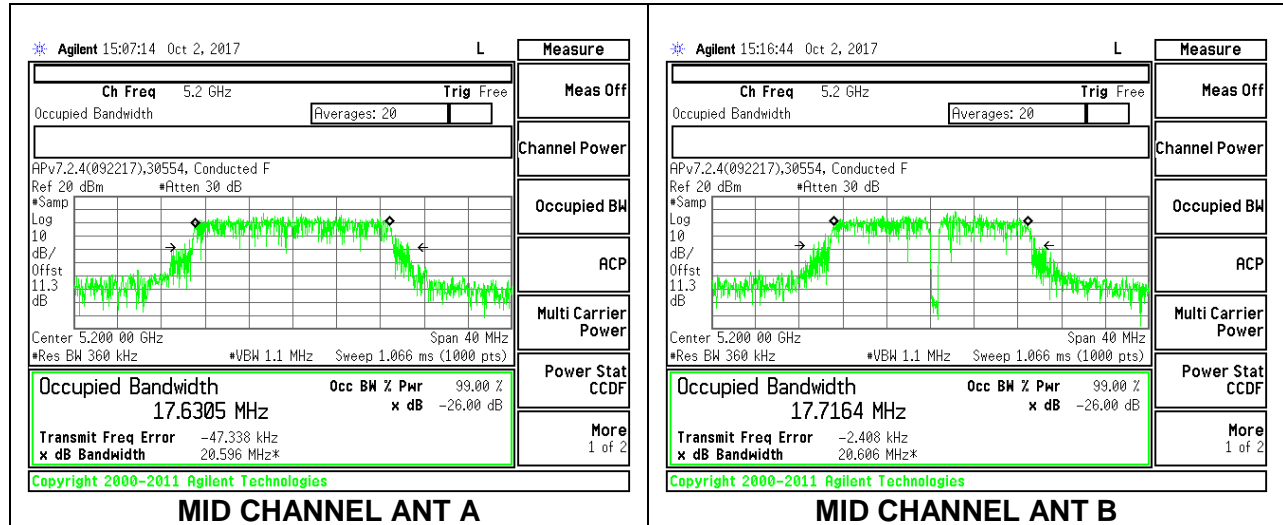 Agilent 15:07:14 Oct 2, 2017 L
Measure
Ch Freq 5.2 GHz Trig Free
Occupied Bandwidth Averages: 20
APv7.2.4(092217),30554, Conducted F
Ref 20 dBm #Atten 30 dB
#Samp
Log
10
dB/
Offst
11.3
dB
Center 5.200 00 GHz Span 40 MHz
#Res BW 360 kHz #VBW 1.1 MHz Sweep 1.066 ms (1000 pts)
Occupied Bandwidth Occ BW % Pwr 99.00 %
17.6305 MHz x dB -26.00 dB
Transmit Freq Error -47.338 kHz
x dB Bandwidth 20.596 MHz*
Copyright 2000-2011 Agilent Technologies
Meas Off
Channel Power
Occupied BW
ACP
Multi Carrier
Power
Power Stat
CCDF
More
1 of 2
MID CHANNEL ANT A
Agilent 15:16:44 Oct 2, 2017 L
Measure
Ch Freq 5.2 GHz Trig Free
Occupied Bandwidth Averages: 20
APv7.2.4(092217),30554, Conducted F
Ref 20 dBm #Atten 30 dB
#Samp
Log
10
dB/
Offst
11.3
dB
Center 5.200 00 GHz Span 40 MHz
#Res BW 360 kHz #VBW 1.1 MHz Sweep 1.066 ms (1000 pts)
Occupied Bandwidth Occ BW % Pwr 99.00 %
17.7164 MHz x dB -26.00 dB
Transmit Freq Error -2.408 kHz
x dB Bandwidth 20.606 MHz*
Copyright 2000-2011 Agilent Technologies
Meas Off
Channel Power
Occupied BW
ACP
Multi Carrier
Power
Power Stat
CCDF
More
1 of 2
MID CHANNEL ANT B